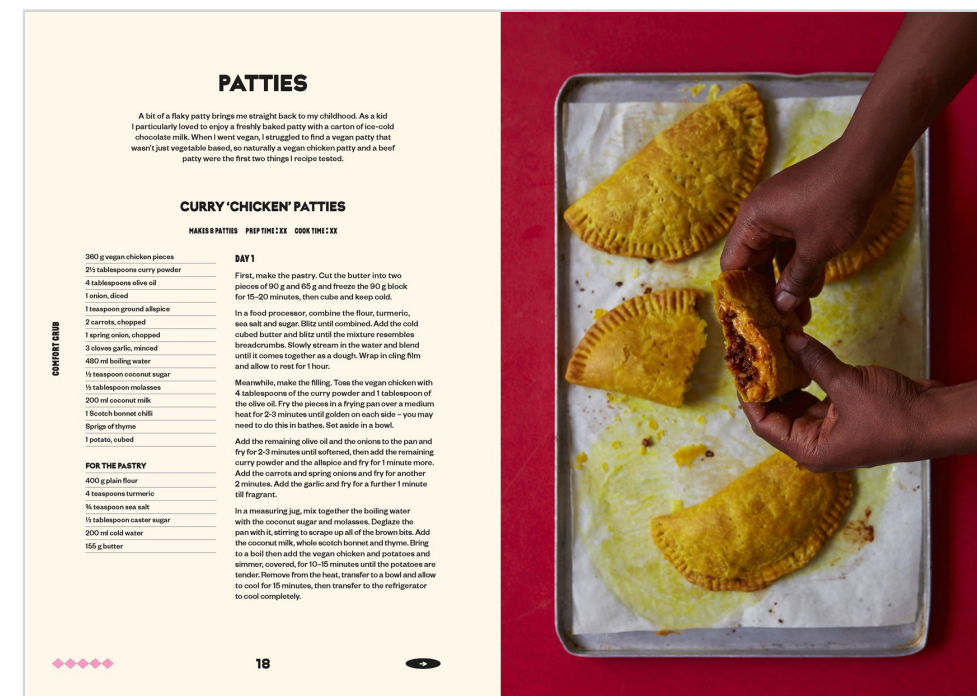 PATTIES
A bit of a flaky patty brings me straight back to my childhood. As a kid
I particularly loved to enjoy a freshly baked patty with a carton of ice-cold
chocolate milk. When I went vegan, I struggled to find a vegan patty that
wasn't just vegetable based, so naturally a vegan chicken patty and a beef
patty were the first two things I recipe tested.
CURRY ‘CHICKEN’ PATTIES
MAKES 8 PATTIES PREP TIME: XX COOK TIME: XX
360 g vegan chicken pieces
2½ tablespoons curry powder
4 tablespoons olive oil
1 onion, diced
1 teaspoon ground allspice
2 carrots, chopped
1 spring onion, chopped
3 cloves garlic, minced
480 ml boiling water
½ teaspoon coconut sugar
½ tablespoon molasses
200 ml coconut milk
1 Scotch bonnet chilli
Sprigs of thyme
1 potato, cubed
FOR THE PASTRY
400 g plain flour
4 teaspoons turmeric
¾ teaspoon sea salt
½ tablespoon caster sugar
200 ml cold water
155 g butter
DAY 1
First, make the pastry. Cut the butter into two
pieces of 90 g and 65 g and freeze the 90 g block
for 15–20 minutes, then cube and keep cold.
In a food processor, combine the flour, turmeric,
sea salt and sugar. Blitz until combined. Add the cold
cubed butter and blitz until the mixture resembles
breadcrumbs. Slowly stream in the water and blend
until it comes together as a dough. Wrap in cling film
and allow to rest for 1 hour.
Meanwhile, make the filling. Toss the vegan chicken with
4 tablespoons of the curry powder and 1 tablespoon of
the olive oil. Fry the pieces in a frying pan over a medium
heat for 2-3 minutes until golden on each side – you may
need to do this in bathes. Set aside in a bowl.
Add the remaining olive oil and the onions to the pan and
fry for 2-3 minutes until softened, then add the remaining
curry powder and the allspice and fry for 1 minute more.
Add the carrots and spring onions and fry for another
2 minutes. Add the garlic and fry for a further 1 minute
till fragrant.
In a measuring jug, mix together the boiling water
with the coconut sugar and molasses. Deglaze the
pan with it, stirring to scrape up all of the brown bits. Add
the coconut milk, whole scotch bonnet and thyme. Bring
to a boil then add the vegan chicken and potatoes and
simmer, covered, for 10–15 minutes until the potatoes are
tender. Remove from the heat, transfer to a bowl and allow
to cool for 15 minutes, then transfer to the refrigerator
to cool completely.
COMFORT GRUB
18